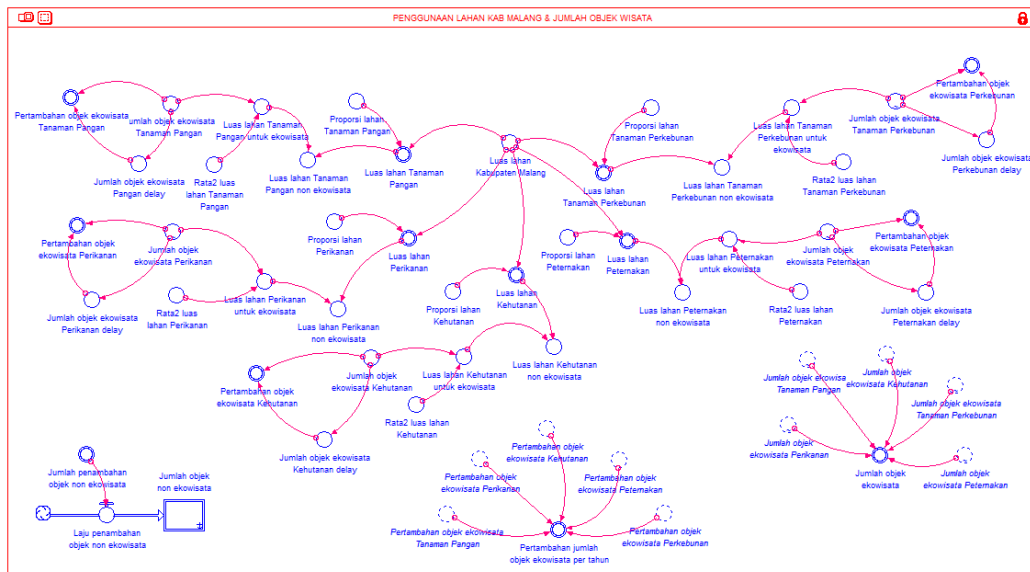 PENGGUNAAN LAHAN KAB MALANG & JUMLAH OBJEK WISATA
Pertambahan objek ekowisata
Tanaman Pangan
Jumlah objek ekowisata
Tanaman Pangan
Luas lahan Tanaman
Pangan untuk ekowisata
Jumlah objek ekowisata
Pangan delay
Rata2 luas
lahan Tanaman
Pangan
Luas lahan Tanaman
Pangan non ekowisata
Proporsi lahan
Tanaman Pangan
Luas lahan Tanaman
Pangan
Luas lahan
Kabupaten Malang
Proporsi lahan
Tanaman Perkebunan
Luas lahan
Tanaman Perkebunan
Luas lahan Tanaman
Perkebunan untuk
ekowisata
Luas lahan Tanaman
Perkebunan non ekowisata
Rata2 luas lahan
Tanaman Perkebunan
Jumlah objek ekowisata
Tanaman Perkebunan
Pertambahan objek
ekowisata Perkebunan
Jumlah objek ekowisata
Perkebunan delay
Pertambahan objek
ekowisata Perikanan
Jumlah objek
ekowisata Perikanan
Jumlah objek ekowisata
Perikanan delay
Rata2 luas
lahan Perikanan
Luas lahan Perikanan
untuk ekowisata
Luas lahan Perikanan
non ekowisata
Proporsi lahan
Perikanan
Luas lahan
Perikanan
Proporsi lahan
Kehutanan
Luas lahan
Kehutanan
Proporsi lahan
Peternakan
Luas lahan
Peternakan
Luas lahan Peternakan
untuk ekowisata
Luas lahan Peternakan
non ekowisata
Rata2 luas lahan
Peternakan
Jumlah objek
ekowisata Peternakan
Pertambahan objek
ekowisata Peternakan
Jumlah objek ekowisata
Peternakan delay
Pertambahan objek
ekowisata Kehutanan
Jumlah objek
ekowisata Kehutanan
Luas lahan Kehutanan
untuk ekowisata
Luas lahan Kehutanan
non ekowisata
Rata2 luas lahan
Kehutanan
Jumlah objek ekowisata
Kehutanan delay
Jumlah objek ekowisa
Tanaman Pangan
Jumlah objek
ekowisata Kehutanan
Jumlah objek ekowisata
Tanaman Perkebunan
Jumlah objek
ekowisata Perikanan
Jumlah objek
ekowisata
Jumlah objek
ekowisata Peternakan
Jumlah penambahan
objek non ekowisata
Jumlah objek
non ekowisata
Laju penambahan
objek non ekowisata
Pertambahan objek
ekowisata Kehutanan
Pertambahan objek
ekowisata Perikanan
Pertambahan objek
ekowisata Peternakan
Pertambahan objek ekowisata
Tanaman Pangan
Pertambahan objek
ekowisata Perkebunan
Pertambahan jumlah
objek ekowisata per tahun